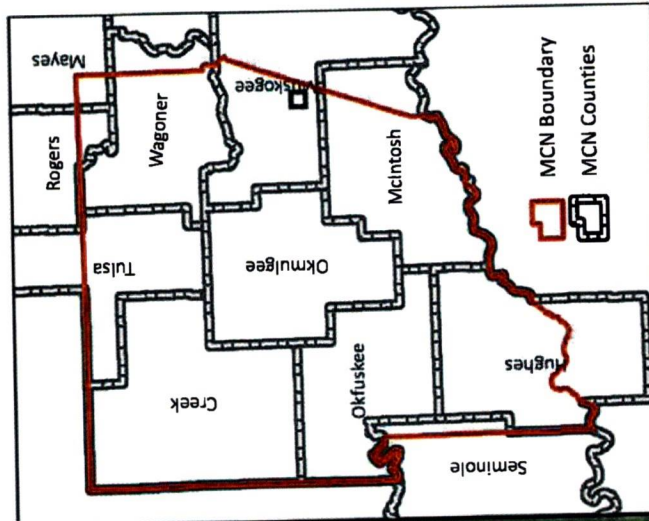 Mayes
Rogers
Wagoner
Muskogee
Tulsa
McIntosh
Okmulgee
Creek
Okfuskee
Hughes
Seminole
MCN Boundary
MCN Counties